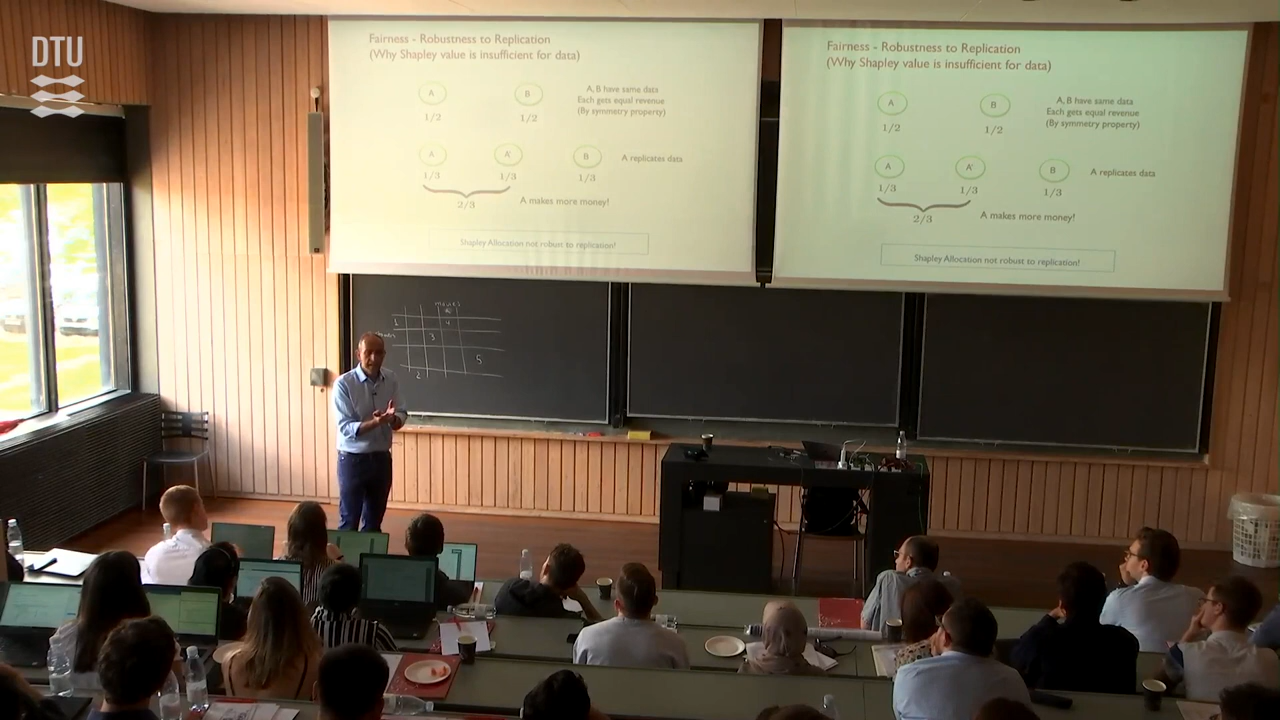 DTU
Fairness - Robustness to Replication
(Why Shapley value is insufficient for data)
A
B
A, B have same data
Each gets equal revenue
(By symmetry property)
1/2
1/2
A
A'
B
A replicates data
1/3
1/3
1/3
2/3
A makes more money!
Shapley Allocation not robust to replication!
Fairness - Robustness to Replication
(Why Shapley value is insufficient for data)
A
B
A, B have same data
Each gets equal revenue
(By symmetry property)
1/2
1/2
A
A'
B
A replicates data
1/3
1/3
1/3
2/3
A makes more money!
Shapley Allocation not robust to replication!
movies
1
4
3
5
2